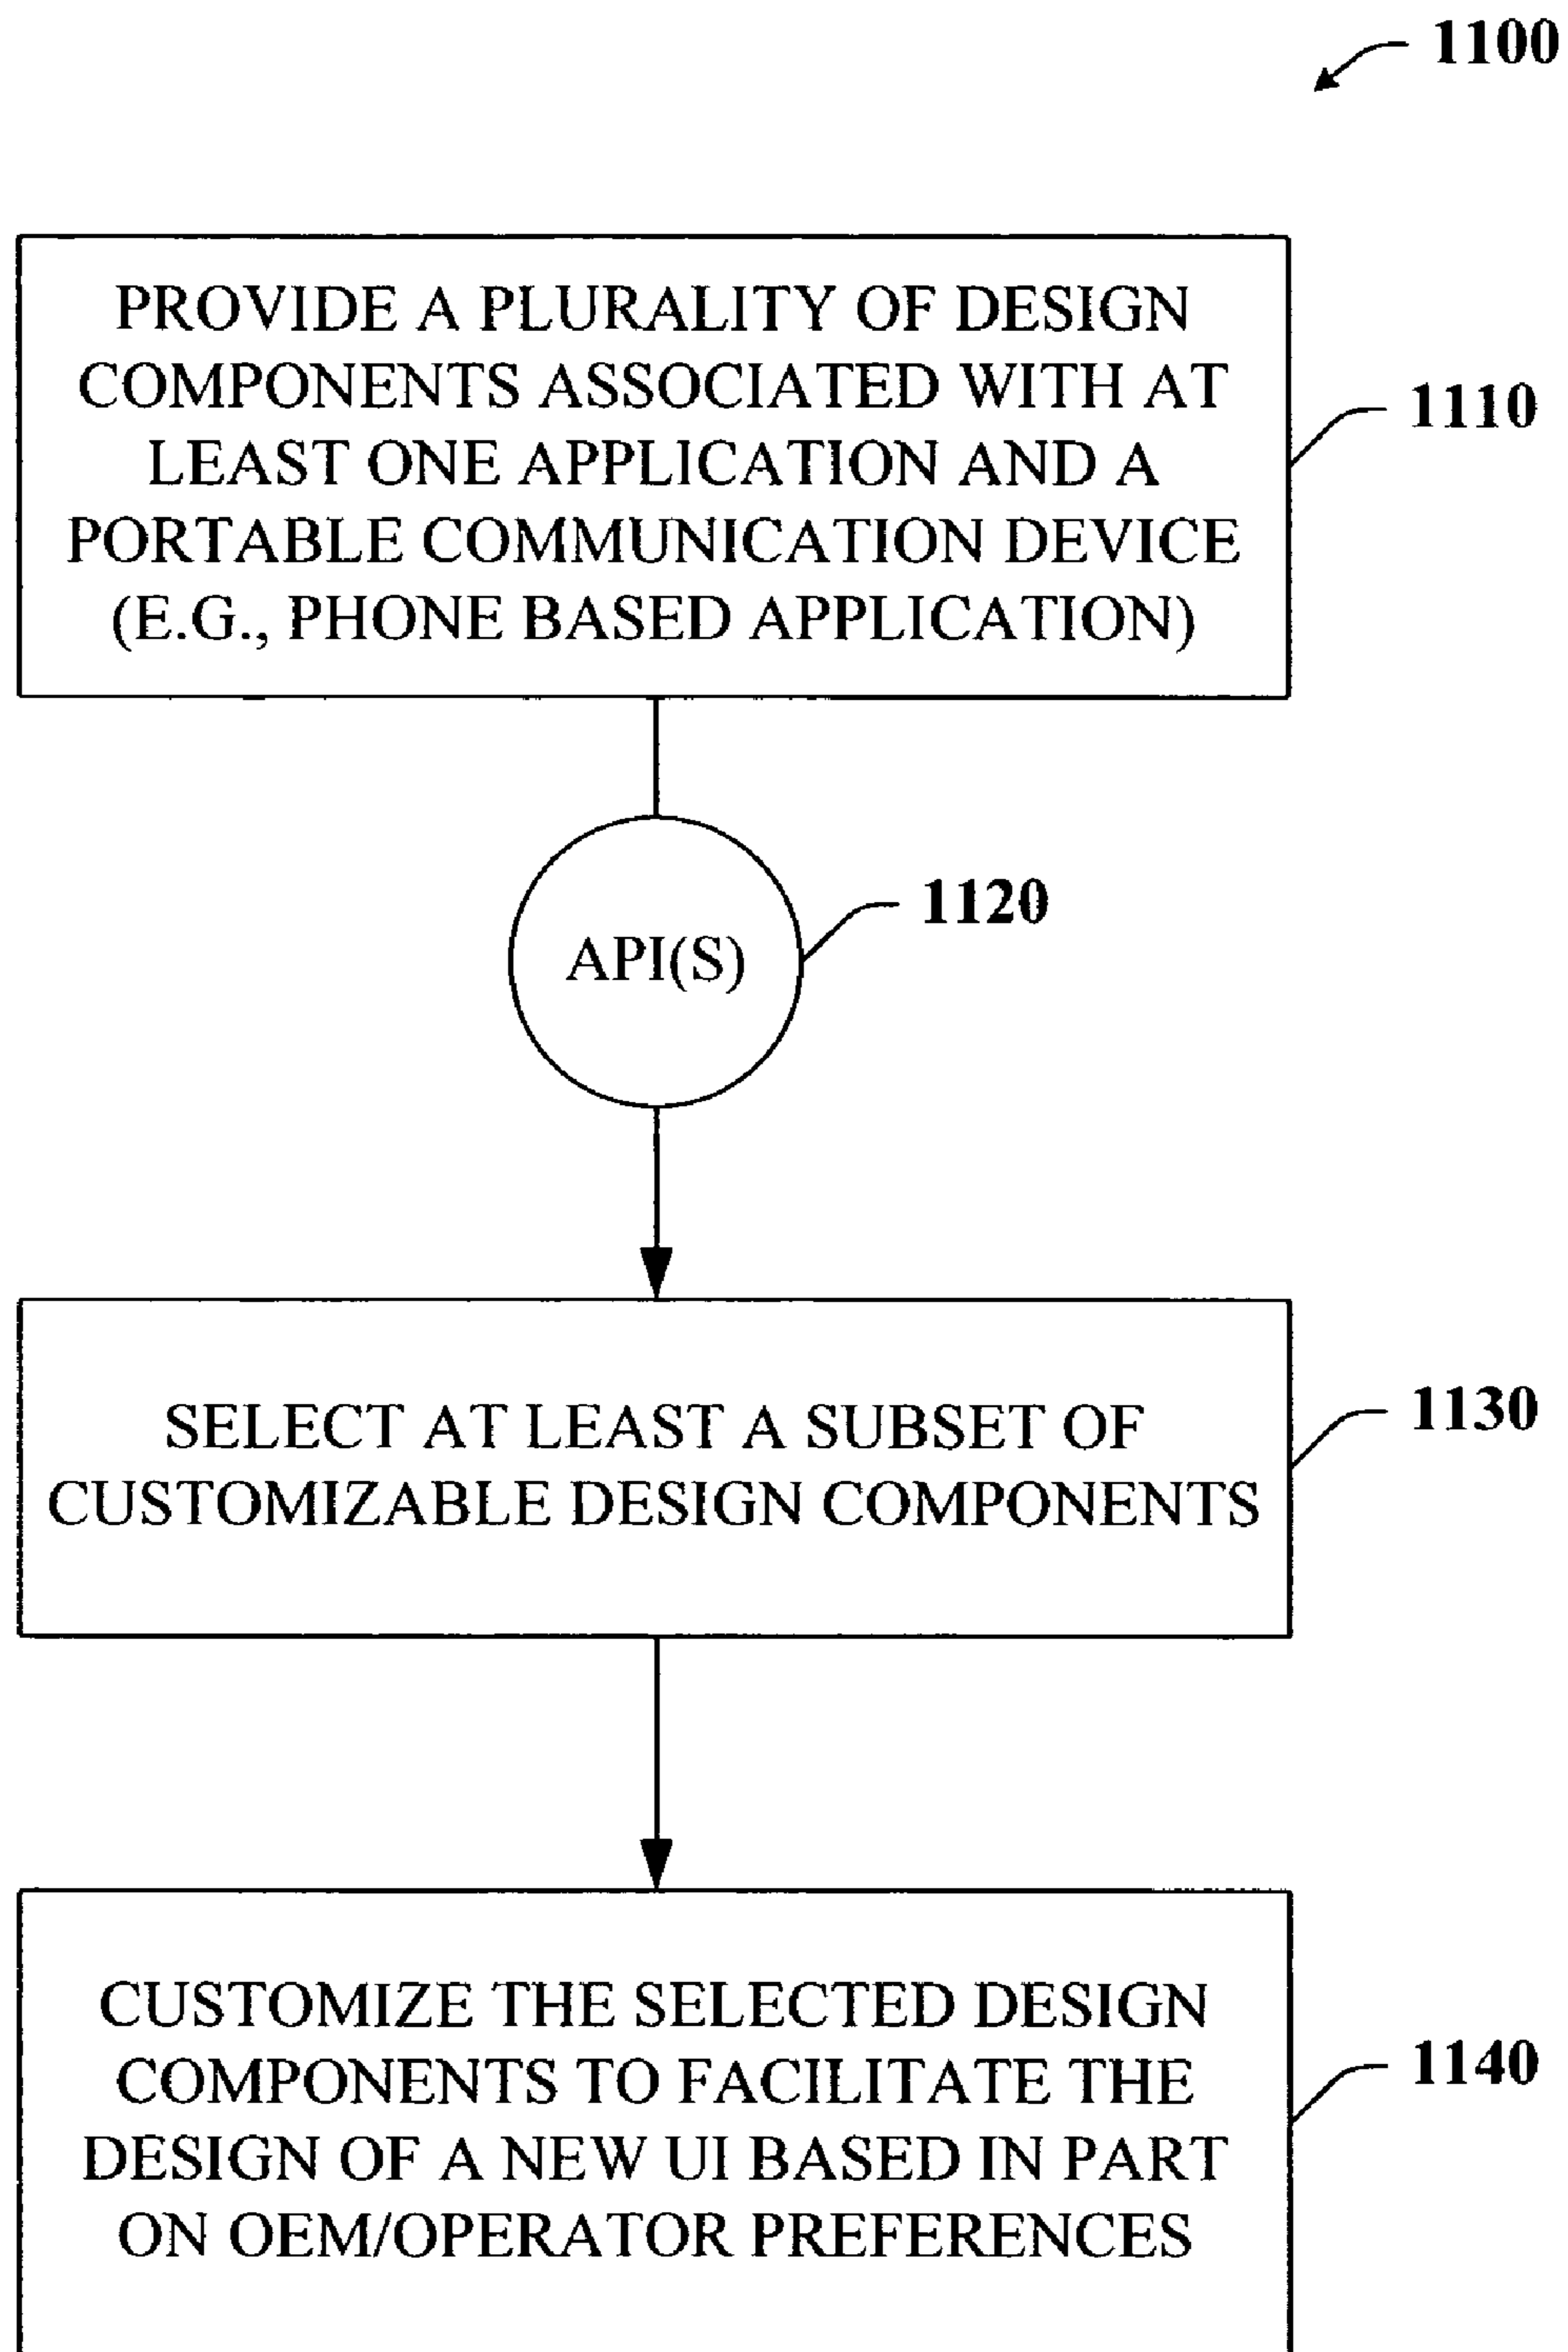 1100
PROVIDE A PLURALITY OF DESIGN
COMPONENTS ASSOCIATED WITH AT
LEAST ONE APPLICATION AND A
PORTABLE COMMUNICATION DEVICE
(E.G., PHONE BASED APPLICATION)
1110
API(S)
1120
SELECT AT LEAST A SUBSET OF
CUSTOMIZABLE DESIGN COMPONENTS
1130
CUSTOMIZE THE SELECTED DESIGN
COMPONENTS TO FACILITATE THE
DESIGN OF A NEW UI BASED IN PART
ON OEM/OPERATOR PREFERENCES
1140